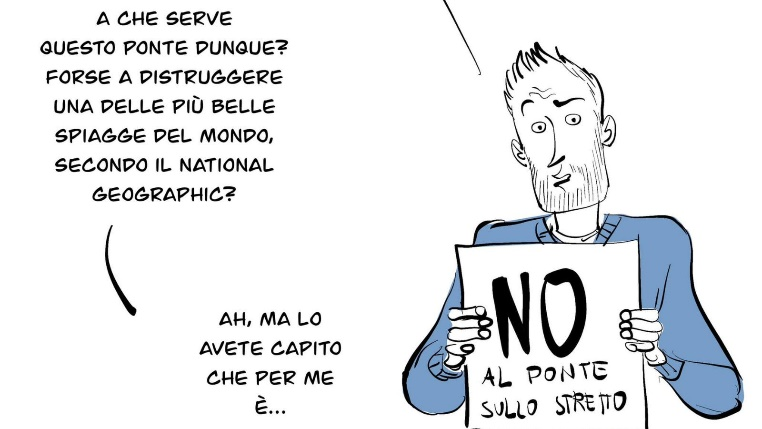 A CHE SERVE
QUESTO PONTE DUNQUE?
FORSE A DISTRUGGERE
UNA DELLE PIÙ BELLE
SPIAGGE DEL MONDO,
SECONDO IL NATIONAL
GEOGRAPHIC?
AH, MA LO
AVETE CAPITO
CHE PER ME
È...
NO
AL PONTE
SULLO STRETTO